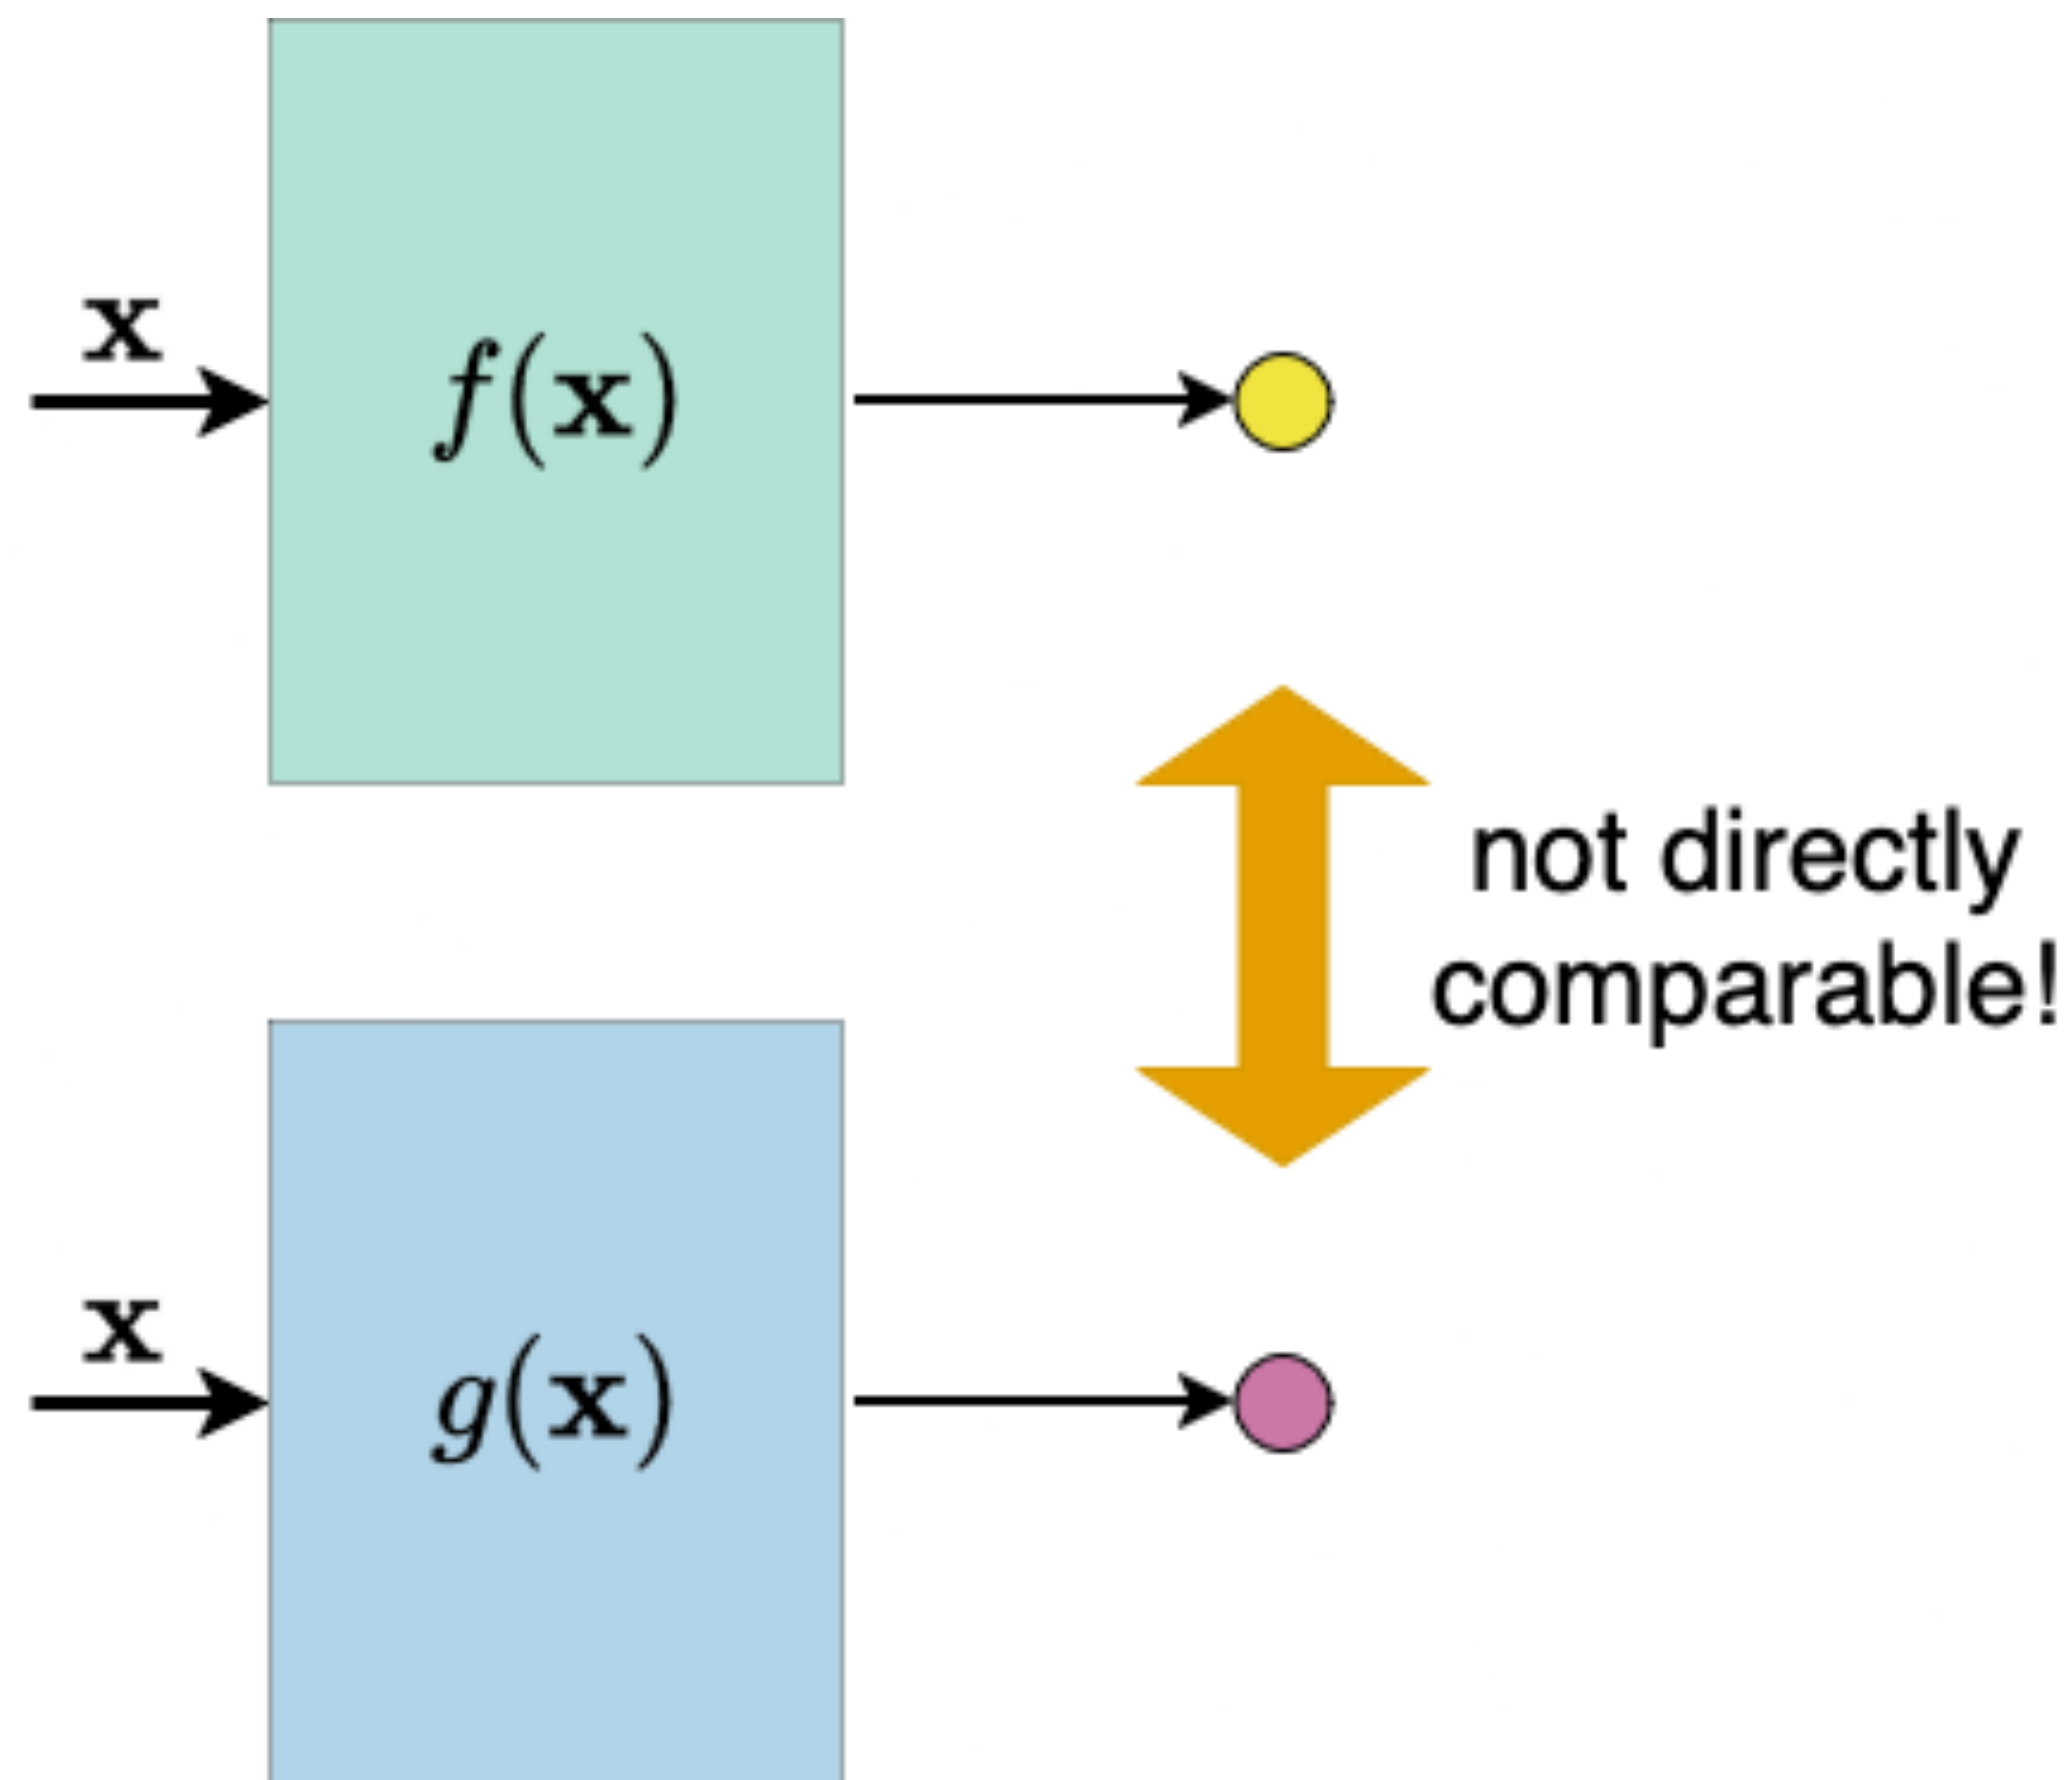 x
f(x)
not directly
comparable!
x
g(x)